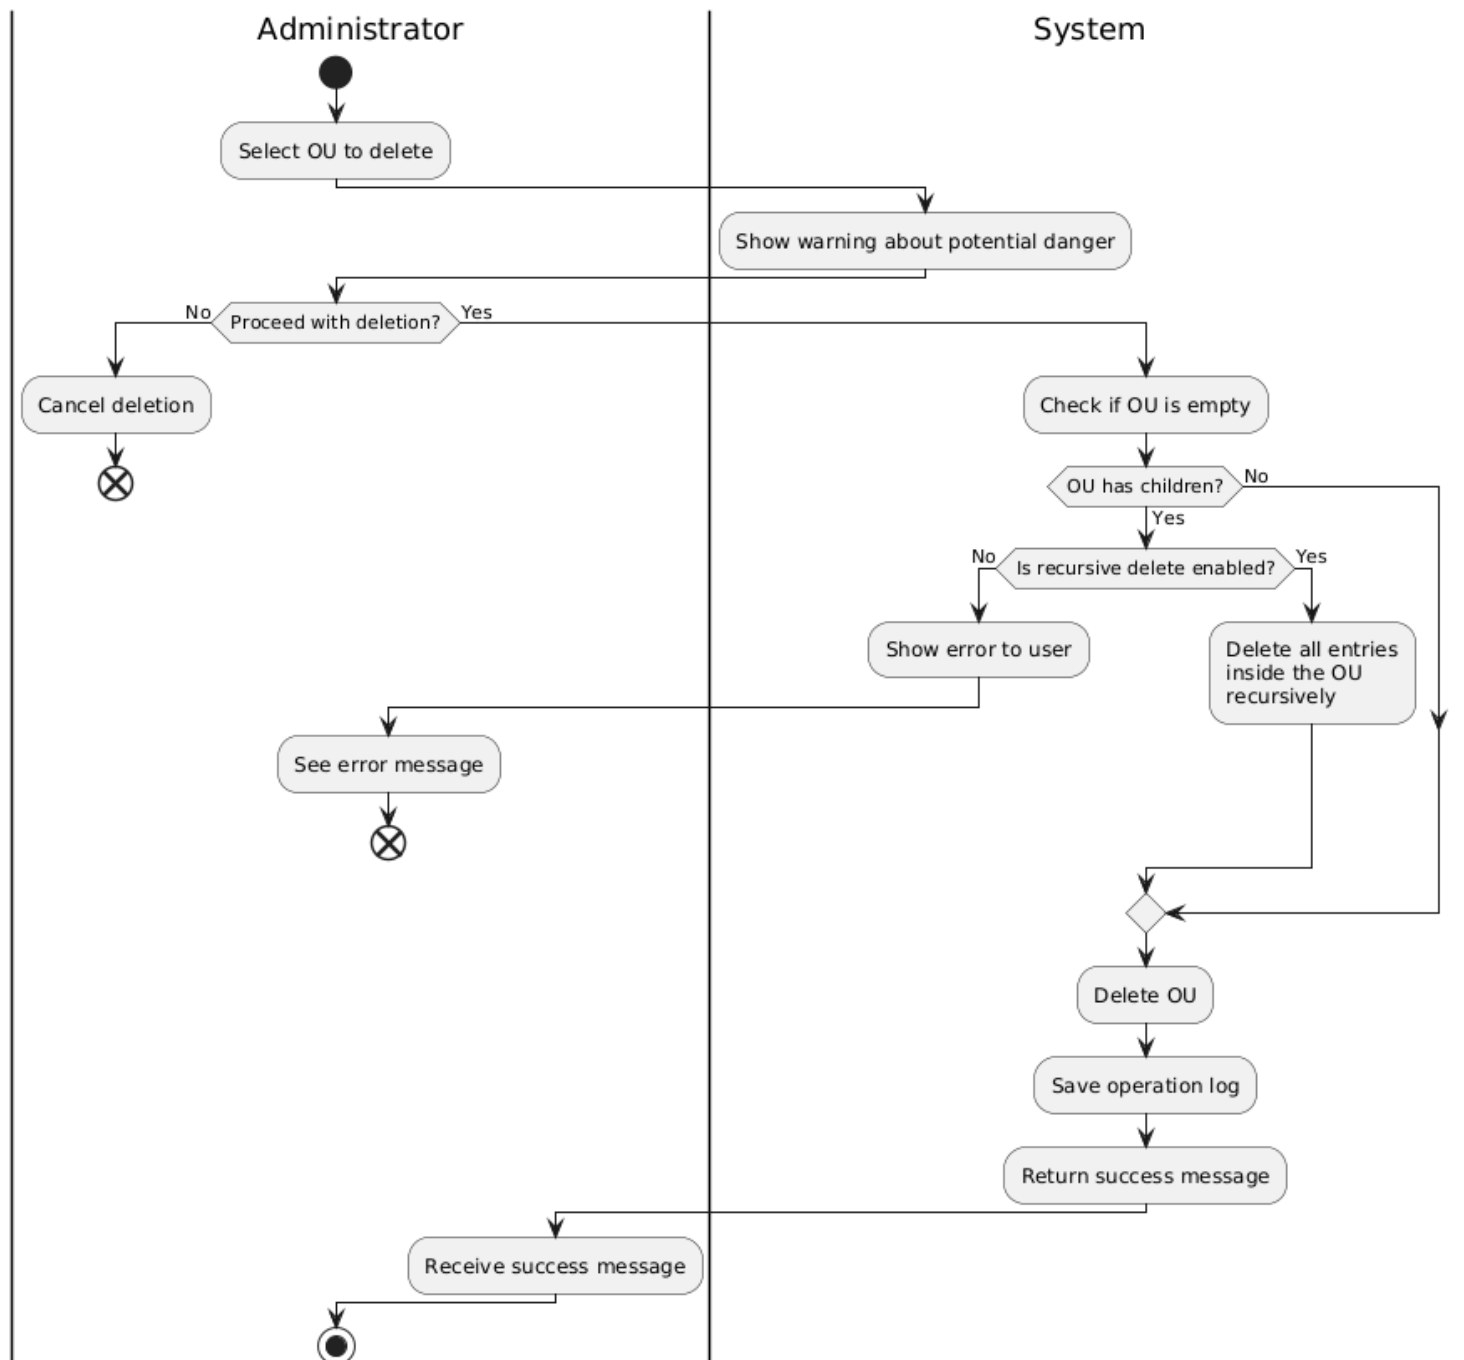 Administrator
System
Select OU to delete
Show warning about potential danger
No
Proceed with deletion?
Yes
Cancel deletion
Check if OU is empty
OU has children?
No
Yes
No
Is recursive delete enabled?
Yes
Show error to user
Delete all entries
inside the OU
recursively
See error message
Delete OU
Save operation log
Return success message
Receive success message